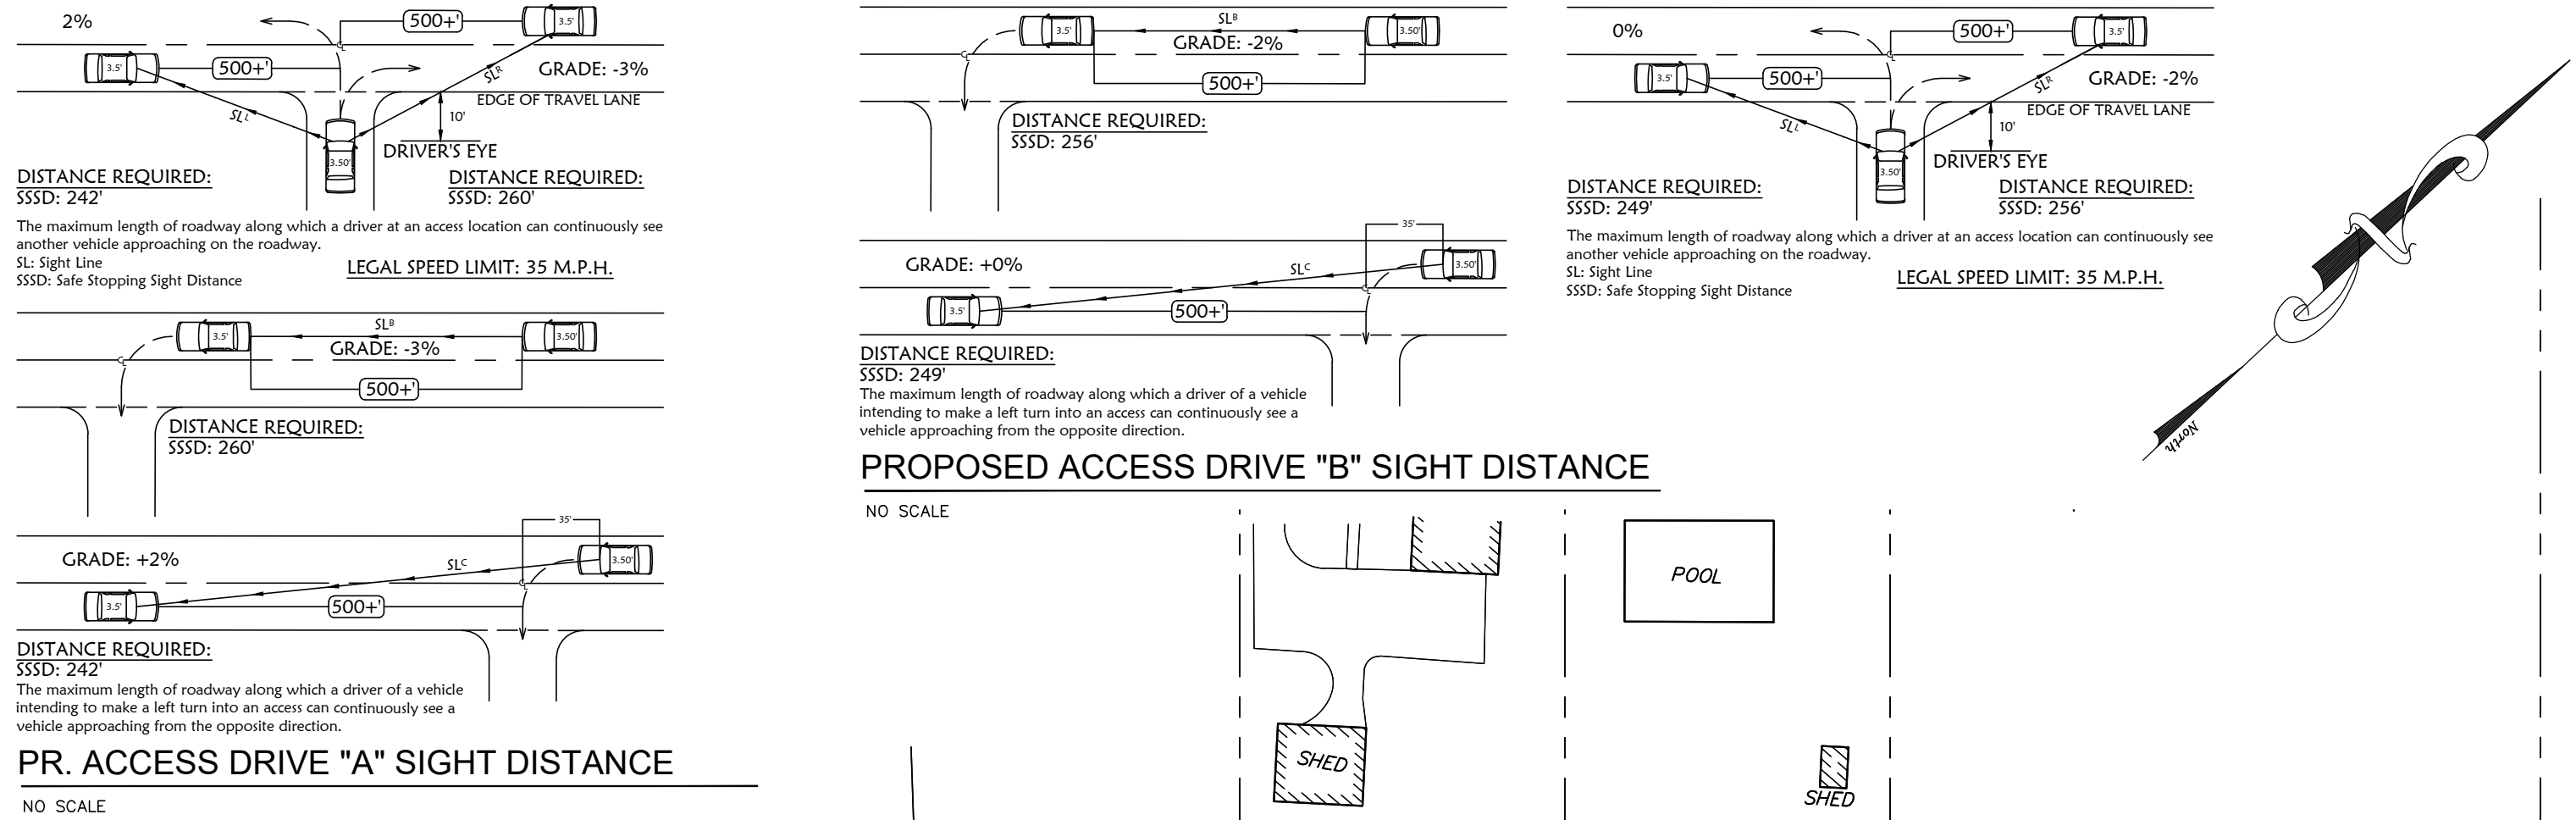 2%
500+'
3.5'
3.5'
500+'
SLR
GRADE: -3%
EDGE OF TRAVEL LANE
SLL
10'
DRIVER'S EYE
3.50'
DISTANCE REQUIRED:
SSSD: 242'
DISTANCE REQUIRED:
SSSD: 260'
The maximum length of roadway along which a driver at an access location can continuously see
another vehicle approaching on the roadway.
SL: Sight Line
SSSD: Safe Stopping Sight Distance
LEGAL SPEED LIMIT: 35 M.P.H.
3.5'
SLB
3.50'
GRADE: -3%
CL
500+'
DISTANCE REQUIRED:
SSSD: 260'
35'
GRADE: +2%
SLC
3.50'
CL
3.5'
500+'
DISTANCE REQUIRED:
SSSD: 242'
The maximum length of roadway along which a driver of a vehicle
intending to make a left turn into an access can continuously see a
vehicle approaching from the opposite direction.
PR. ACCESS DRIVE "A" SIGHT DISTANCE
NO SCALE
SLB
3.5'
3.50'
GRADE: -2%
CL
500+'
DISTANCE REQUIRED:
SSSD: 256'
35'
GRADE: +0%
SLC
3.50'
CL
3.5'
500+'
DISTANCE REQUIRED:
SSSD: 249'
The maximum length of roadway along which a driver of a vehicle
intending to make a left turn into an access can continuously see a
vehicle approaching from the opposite direction.
PROPOSED ACCESS DRIVE "B" SIGHT DISTANCE
NO SCALE
0%
500+'
3.5'
CL
3.5'
500+'
SLR
GRADE: -2%
EDGE OF TRAVEL LANE
SLL
10'
DRIVER'S EYE
3.50'
DISTANCE REQUIRED:
SSSD: 249'
DISTANCE REQUIRED:
SSSD: 256'
The maximum length of roadway along which a driver at an access location can continuously see
another vehicle approaching on the roadway.
SL: Sight Line
SSSD: Safe Stopping Sight Distance
LEGAL SPEED LIMIT: 35 M.P.H.
North
POOL
SHED
SHED